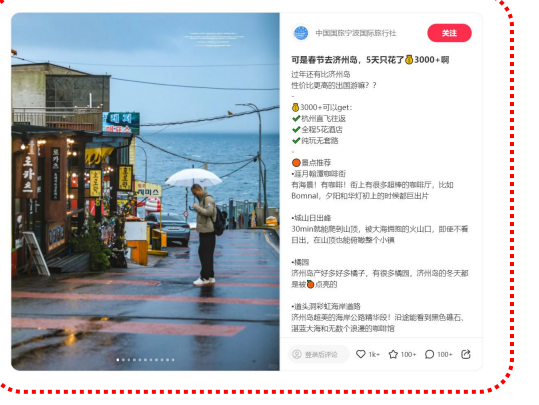 中国国旅宁波国际旅行社
关注
可是春节去济州岛，5天只花了💰3000+啊
过年还有比济州岛
性价比更高的出国游嘛？？
-
💰3000+可以get：
✔杭州直飞往返
✔全程5花酒店
✔纯玩无套路
-
🍊景点推荐
•涯月翰潭咖啡街
有海景！有咖啡！街上有很多超棒的咖啡厅，比如
Bomnal，夕阳和华灯初上的时候都巨出片
•城山日出峰
30min就能爬到山顶，被大海拥抱的火山口，即使不看
日出，在山顶也能俯瞰整个小镇
•橘园
济州岛产好多好多橘子，有很多橘园，济州岛的冬天都
是被🍊点亮的
•道头洞彩虹海岸道路
济州岛超美的海岸公路精华段！沿途能看到黑色礁石、
湛蓝大海和无数个浪漫的咖啡馆
登录后评论
1k+
100+
100+